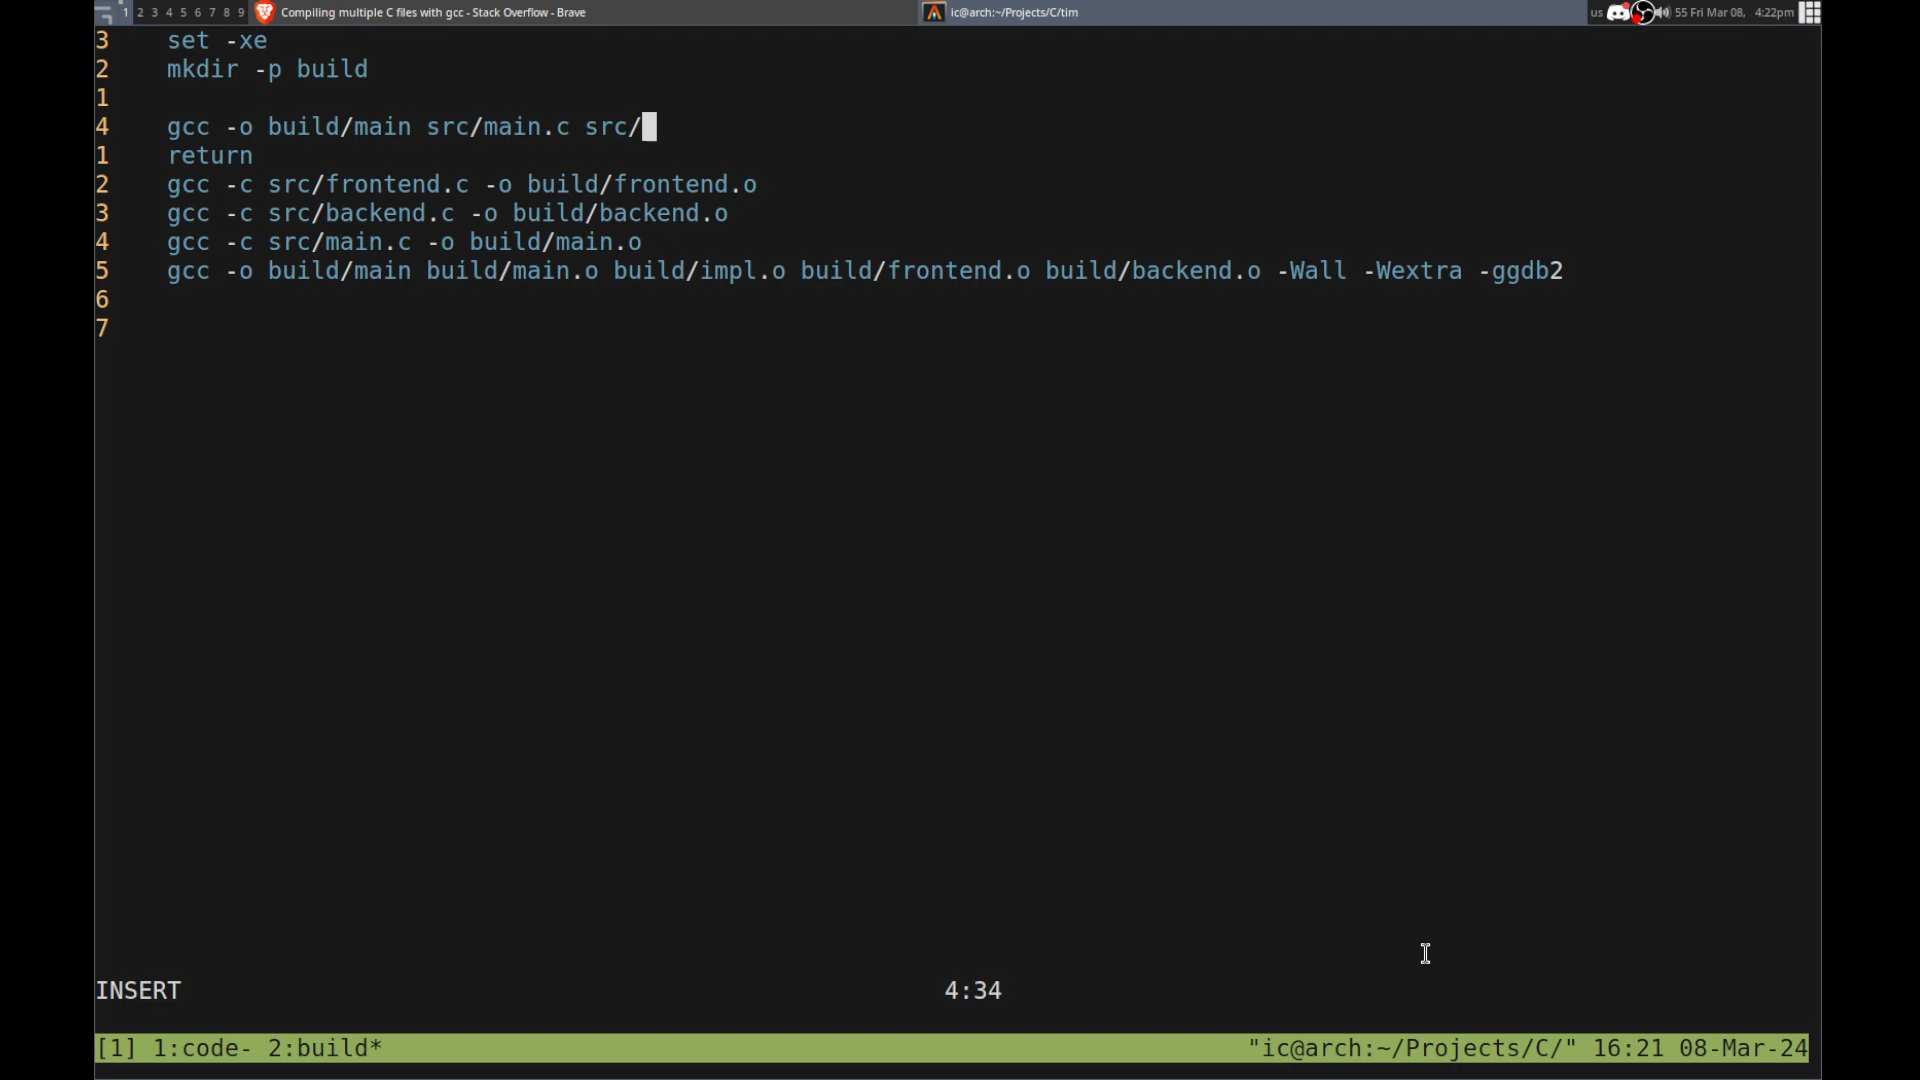 1 2 3 4 5 6 7 8 9 Compiling multiple C files with gcc - Stack Overflow - Brave ic@arch:~/Projects/C/tim us 55 Fri Mar 08, 4:22pm
3 set -xe
2 mkdir -p build
1
4 gcc -o build/main src/main.c src/
1 return
2 gcc -c src/frontend.c -o build/frontend.o
3 gcc -c src/backend.c -o build/backend.o
4 gcc -c src/main.c -o build/main.o
5 gcc -o build/main build/main.o build/impl.o build/frontend.o build/backend.o -Wall -Wextra -ggdb2
6
7
INSERT 4:34
[1] 1:code- 2:build* "ic@arch:~/Projects/C/" 16:21 08-Mar-24